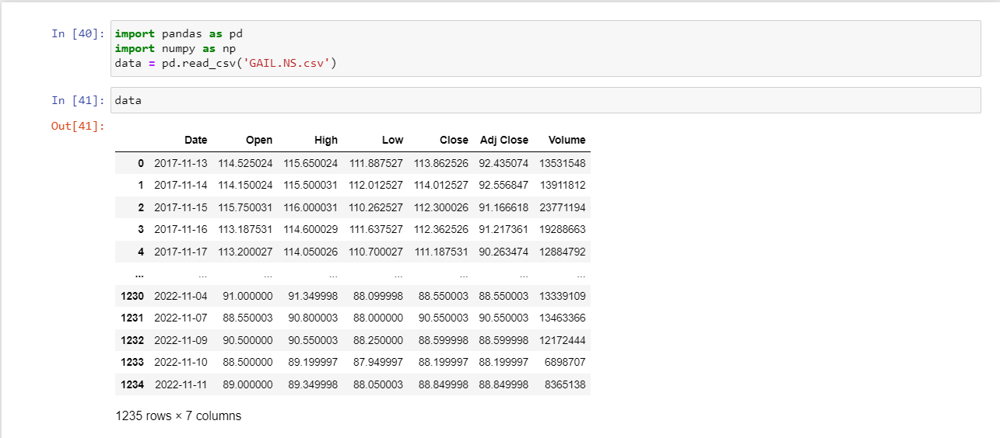 In [40]: import pandas as pd
import numpy as np
data = pd.read_csv('GAIL.NS.csv')
In [41]: data
Out[41]:
Date Open High Low Close Adj Close Volume
0 2017-11-13 114.525024 115.650024 111.887527 113.862526 92.435074 13531548
1 2017-11-14 114.150024 115.500031 112.012527 114.012527 92.556847 13911812
2 2017-11-15 115.750031 116.000031 110.262527 112.300026 91.166618 23771194
3 2017-11-16 113.187531 114.600029 111.637527 112.362526 91.217361 19288663
4 2017-11-17 113.200027 114.050026 110.700027 111.187531 90.263474 12884792
... ... ... ... ... ... ... ...
1230 2022-11-04 91.000000 91.349998 88.099998 88.550003 88.550003 13339109
1231 2022-11-07 88.550003 90.800003 88.000000 90.550003 90.550003 13463366
1232 2022-11-09 90.500000 90.550003 88.250000 88.599998 88.599998 12172444
1233 2022-11-10 88.500000 89.199997 87.949997 88.199997 88.199997 6898707
1234 2022-11-11 89.000000 89.349998 88.050003 88.849998 88.849998 8365138
1235 rows × 7 columns